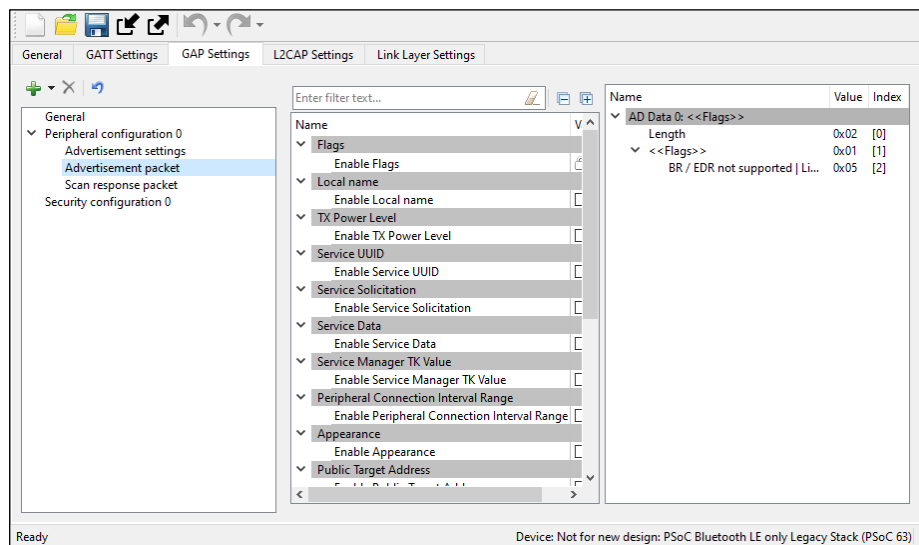 General GATT Settings GAP Settings L2CAP Settings Link Layer Settings
General
Peripheral configuration 0
Advertisement settings
Advertisement packet
Scan response packet
Security configuration 0
Enter filter text...
Name V
Flags
Enable Flags
Local name
Enable Local name
TX Power Level
Enable TX Power Level
Service UUID
Enable Service UUID
Service Solicitation
Enable Service Solicitation
Service Data
Enable Service Data
Service Manager TK Value
Enable Service Manager TK Value
Peripheral Connection Interval Range
Enable Peripheral Connection Interval Range
Appearance
Enable Appearance
Public Target Address
Name Value Index
AD Data 0: <<Flags>>
Length 0x02 [0]
<<Flags>> 0x01 [1]
BR / EDR not supported | Li... 0x05 [2]
Ready Device: Not for new design: PSoC Bluetooth LE only Legacy Stack (PSoC 63)